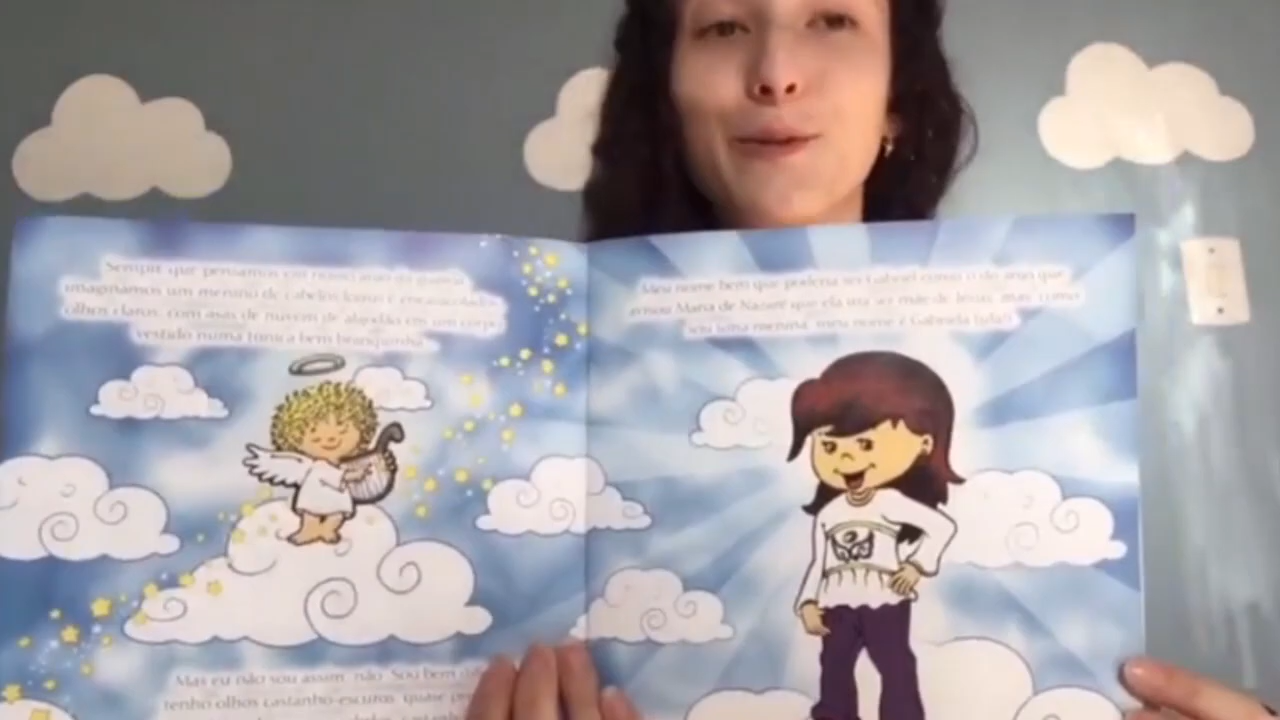 Sempre que pensamos em nosso anjo da guarda,
imaginamos um menino de cabelos loiros e encaracolados,
olhos claros, com asas de nuvem de algodão em um corpo
vestido numa túnica bem branquinha.
Mas eu não sou assim, não. Sou bem
tenho olhos castanho-escuros, quase
Meu nome bem que poderia ser Gabriel como o do anjo que
avisou Maria de Nazaré que ela iria ser mãe de Jesus, mas como
sou uma menina, meu nome é Gabriela